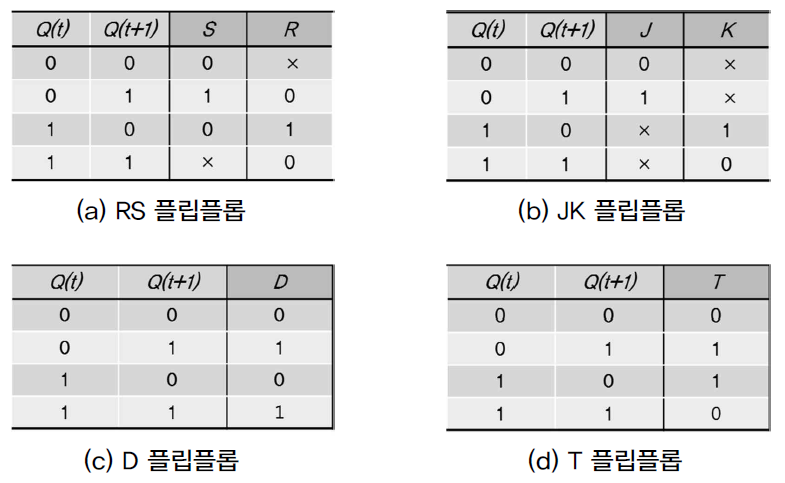 Q(t) Q(t+1) S R
0 0 0 ×
0 1 1 0
1 0 0 1
1 1 × 0
(a) RS 플립플롭
Q(t) Q(t+1) J K
0 0 0 ×
0 1 1 ×
1 0 × 1
1 1 × 0
(b) JK 플립플롭
Q(t) Q(t+1) D
0 0 0
0 1 1
1 0 0
1 1 1
(c) D 플립플롭
Q(t) Q(t+1) T
0 0 0
0 1 1
1 0 1
1 1 0
(d) T 플립플롭